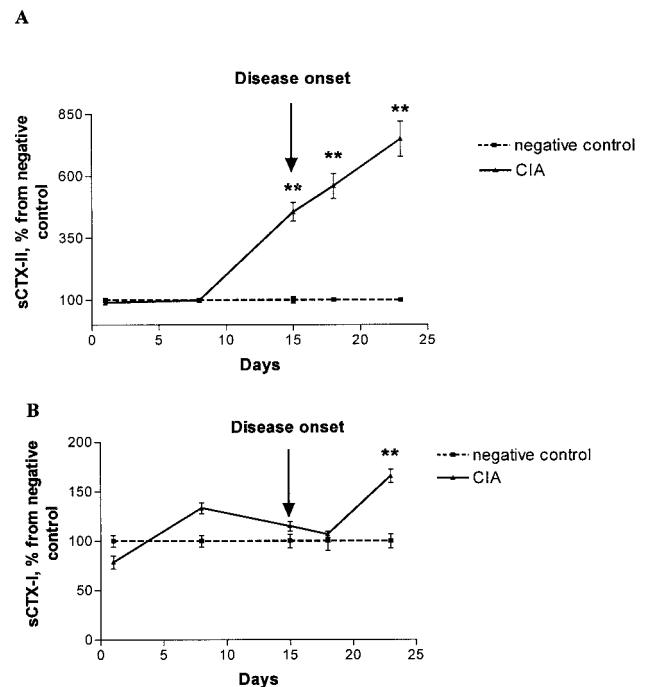 A
Disease onset
**
**
**
850
600
350
100
sCTX-II, % from negative
control
0
5
10
15
20
25
Days
negative control
CIA
B
Disease onset
**
200
150
100
50
0
sCTX-I, % from negative
control
0
5
10
15
20
25
Days
negative control
CIA